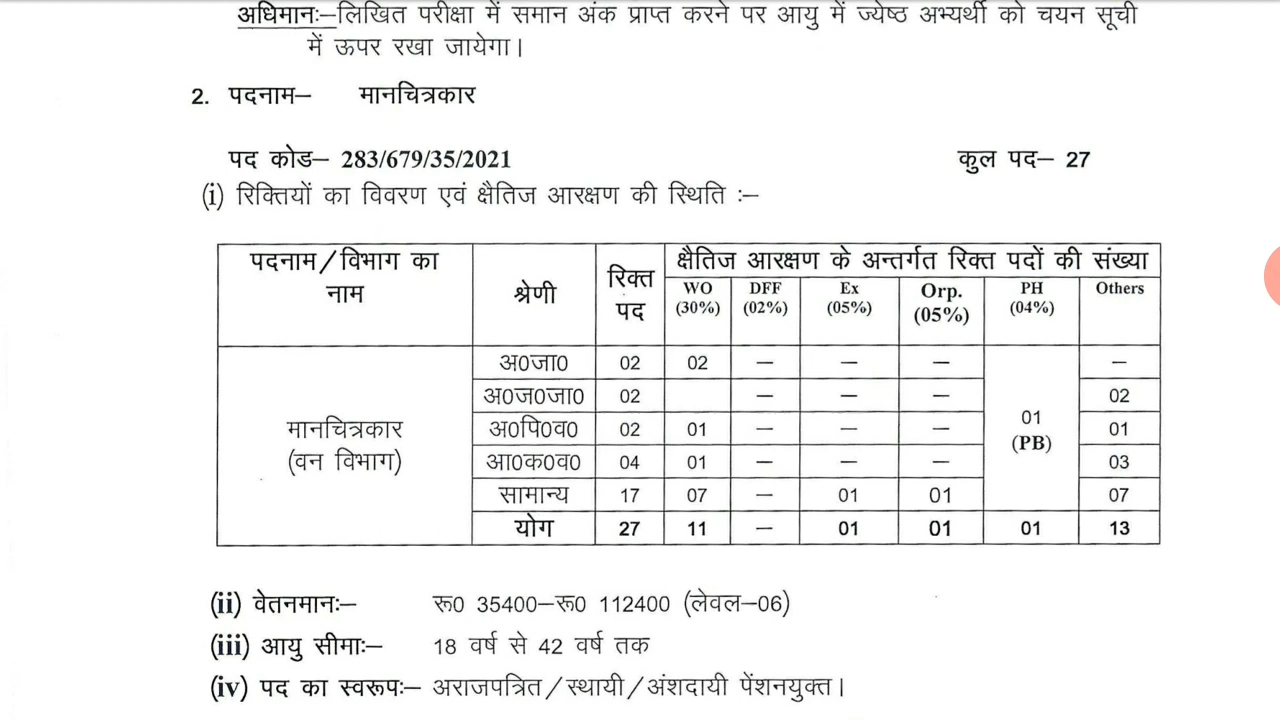 अधिमानः–लिखित परीक्षा में समान अंक प्राप्त करने पर आयु में ज्येष्ठ अभ्यर्थी को चयन सूची
में ऊपर रखा जायेगा।
2. पदनाम– मानचित्रकार
पद कोड– 283/679/35/2021 कुल पद– 27
(i) रिक्तियों का विवरण एवं क्षैतिज आरक्षण की स्थिति :–
पदनाम/विभाग का नाम श्रेणी रिक्त पद क्षैतिज आरक्षण के अन्तर्गत रिक्त पदों की संख्या
WO (30%) DFF (02%) Ex (05%) Orp. (05%) PH (04%) Others
मानचित्रकार (वन विभाग)
अ0जा0 02 02 – – – –
अ0ज0जा0 02 – – – 02
अ0पि0व0 02 01 – – – 01
01 (PB)
आ0क0व0 04 01 – – – 03
सामान्य 17 07 – 01 01 07
योग 27 11 – 01 01 01 13
(ii) वेतनमानः– रू0 35400–रू0 112400 (लेवल–06)
(iii) आयु सीमाः– 18 वर्ष से 42 वर्ष तक
(iv) पद का स्वरूपः– अराजपत्रित/स्थायी/अंशदायी पेंशनयुक्त।